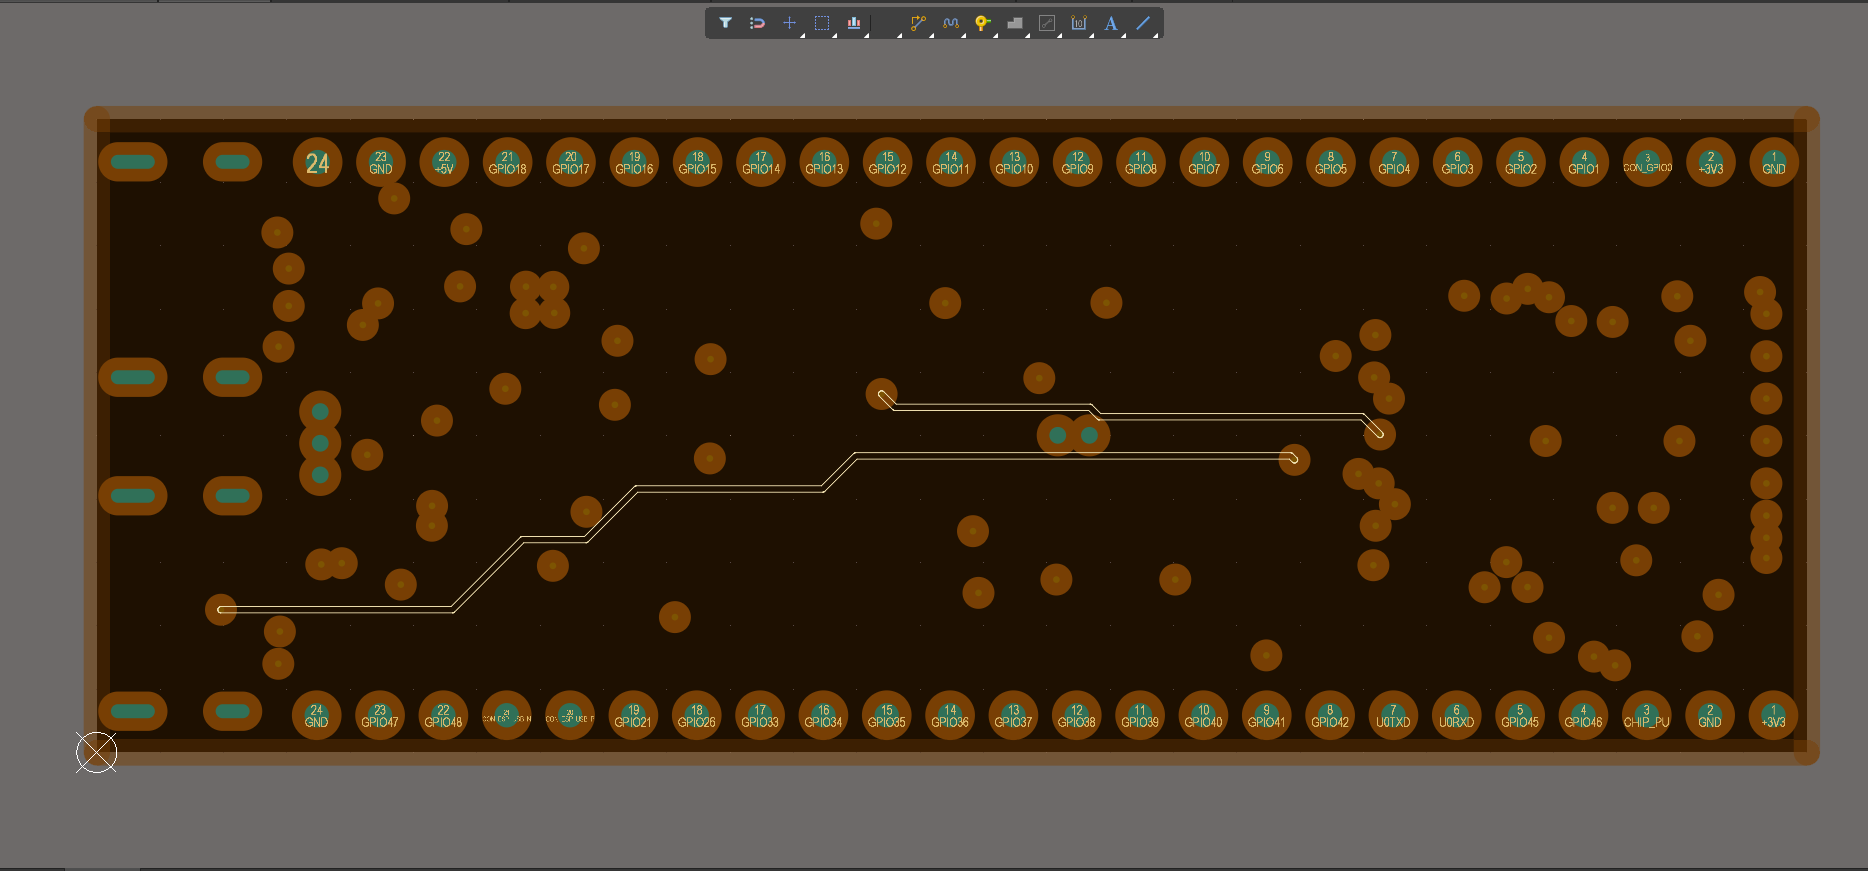 10 A
24
23 GND
22 +5V
21 GPIO18
20 GPIO17
19 GPIO16
18 GPIO15
17 GPIO14
16 GPIO13
15 GPIO12
14 GPIO11
13 GPIO10
12 GPIO9
11 GPIO8
10 GPIO7
9 GPIO6
8 GPIO5
7 GPIO4
6 GPIO3
5 GPIO2
4 GPIO1
3 CON_GPIO0
2 +3V3
1 GND
24 GND
23 GPIO47
22 GPIO48
21 CON_ESP_USB_N
20 CON_ESP_USB_P
19 GPIO21
18 GPIO26
17 GPIO33
16 GPIO34
15 GPIO35
14 GPIO36
13 GPIO37
12 GPIO38
11 GPIO39
10 GPIO40
9 GPIO41
8 GPIO42
7 U0TXD
6 U0RXD
5 GPIO45
4 GPIO46
3 CHIP_PU
2 GND
1 +3V3